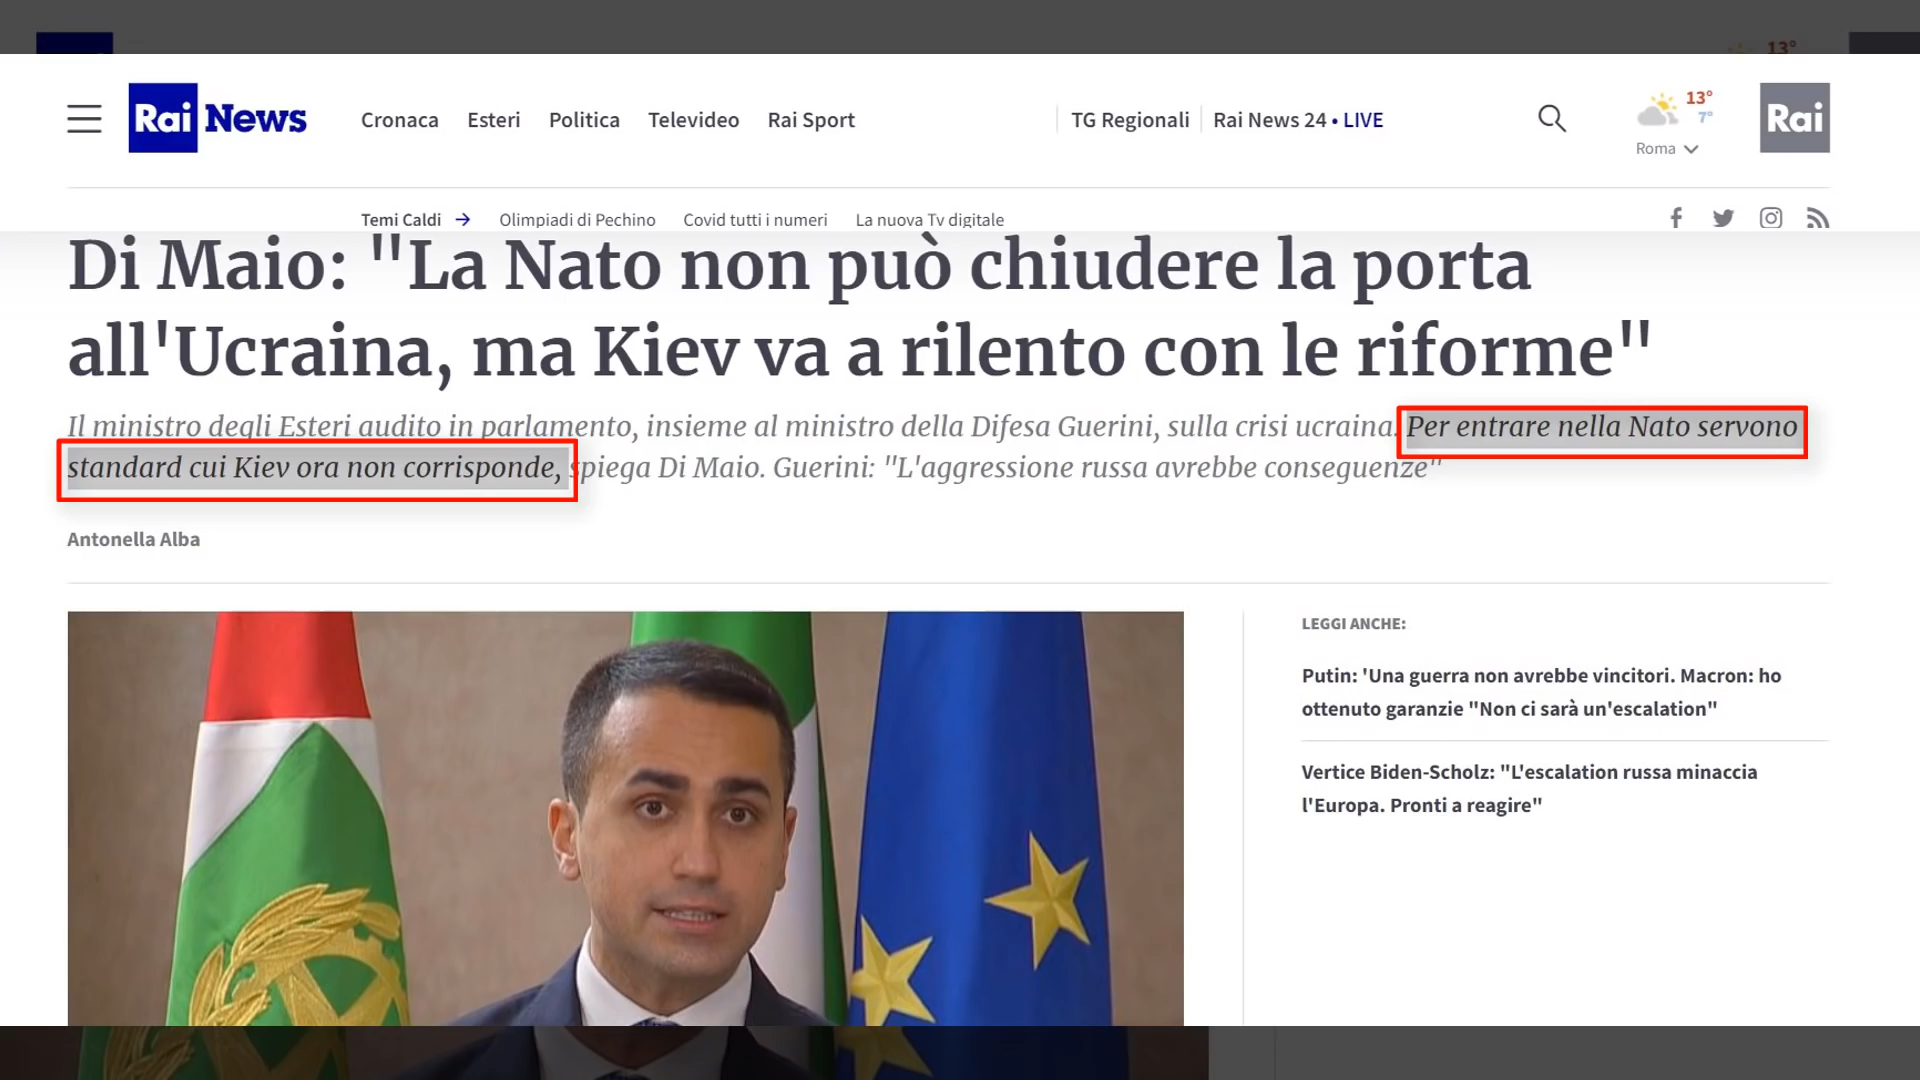 13°
Rai News
Cronaca Esteri Politica Televideo Rai Sport
TG Regionali Rai News 24 • LIVE
13°
7°
Roma
Rai
Temi Caldi → Olimpiadi di Pechino Covid tutti i numeri La nuova Tv digitale
Di Maio: "La Nato non può chiudere la porta
all'Ucraina, ma Kiev va a rilento con le riforme"
Il ministro degli Esteri audito in parlamento, insieme al ministro della Difesa Guerini, sulla crisi ucraina. Per entrare nella Nato servono
standard cui Kiev ora non corrisponde, spiega Di Maio. Guerini: "L'aggressione russa avrebbe conseguenze"
Antonella Alba
LEGGI ANCHE:
Putin: 'Una guerra non avrebbe vincitori. Macron: ho
ottenuto garanzie "Non ci sarà un'escalation"
Vertice Biden-Scholz: "L'escalation russa minaccia
l'Europa. Pronti a reagire"